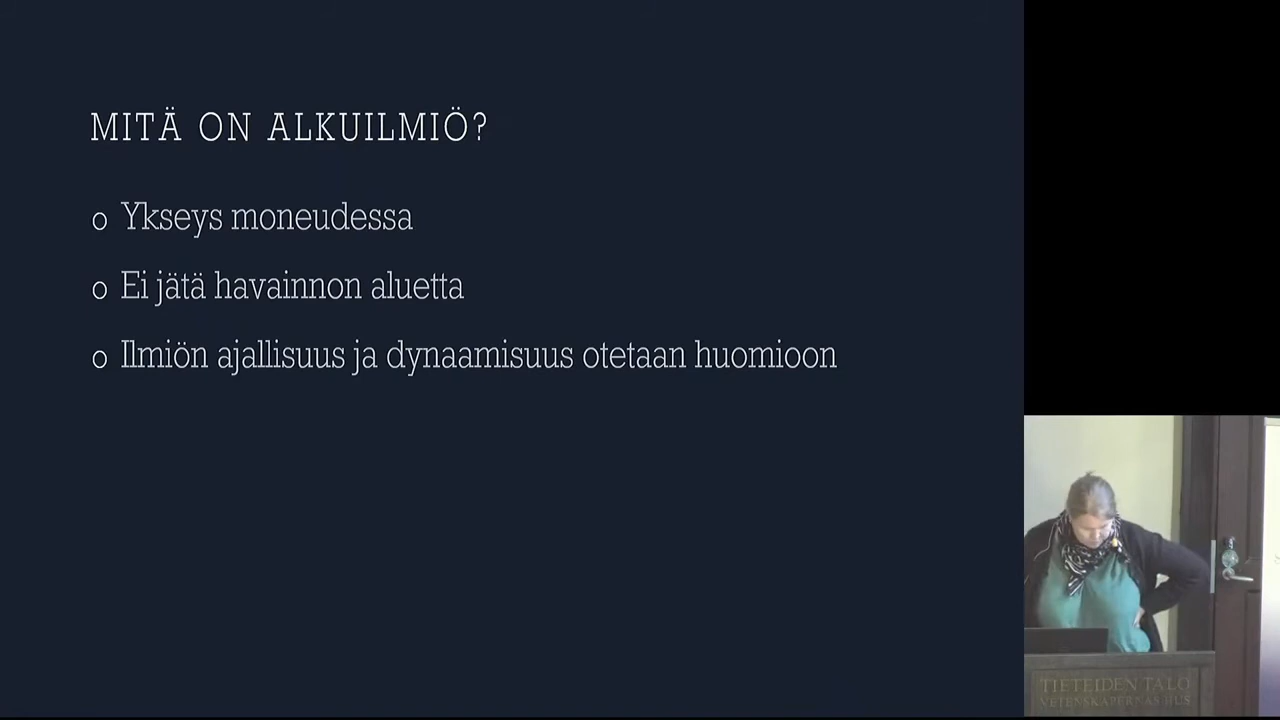 MITÄ ON ALKUILMIÖ?
o Ykseys moneudessa
o Ei jätä havainnon aluetta
o Ilmiön ajallisuus ja dynaamisuus otetaan huomioon
TIETEIDEN TALO
VETENSKAPERNAS HUS